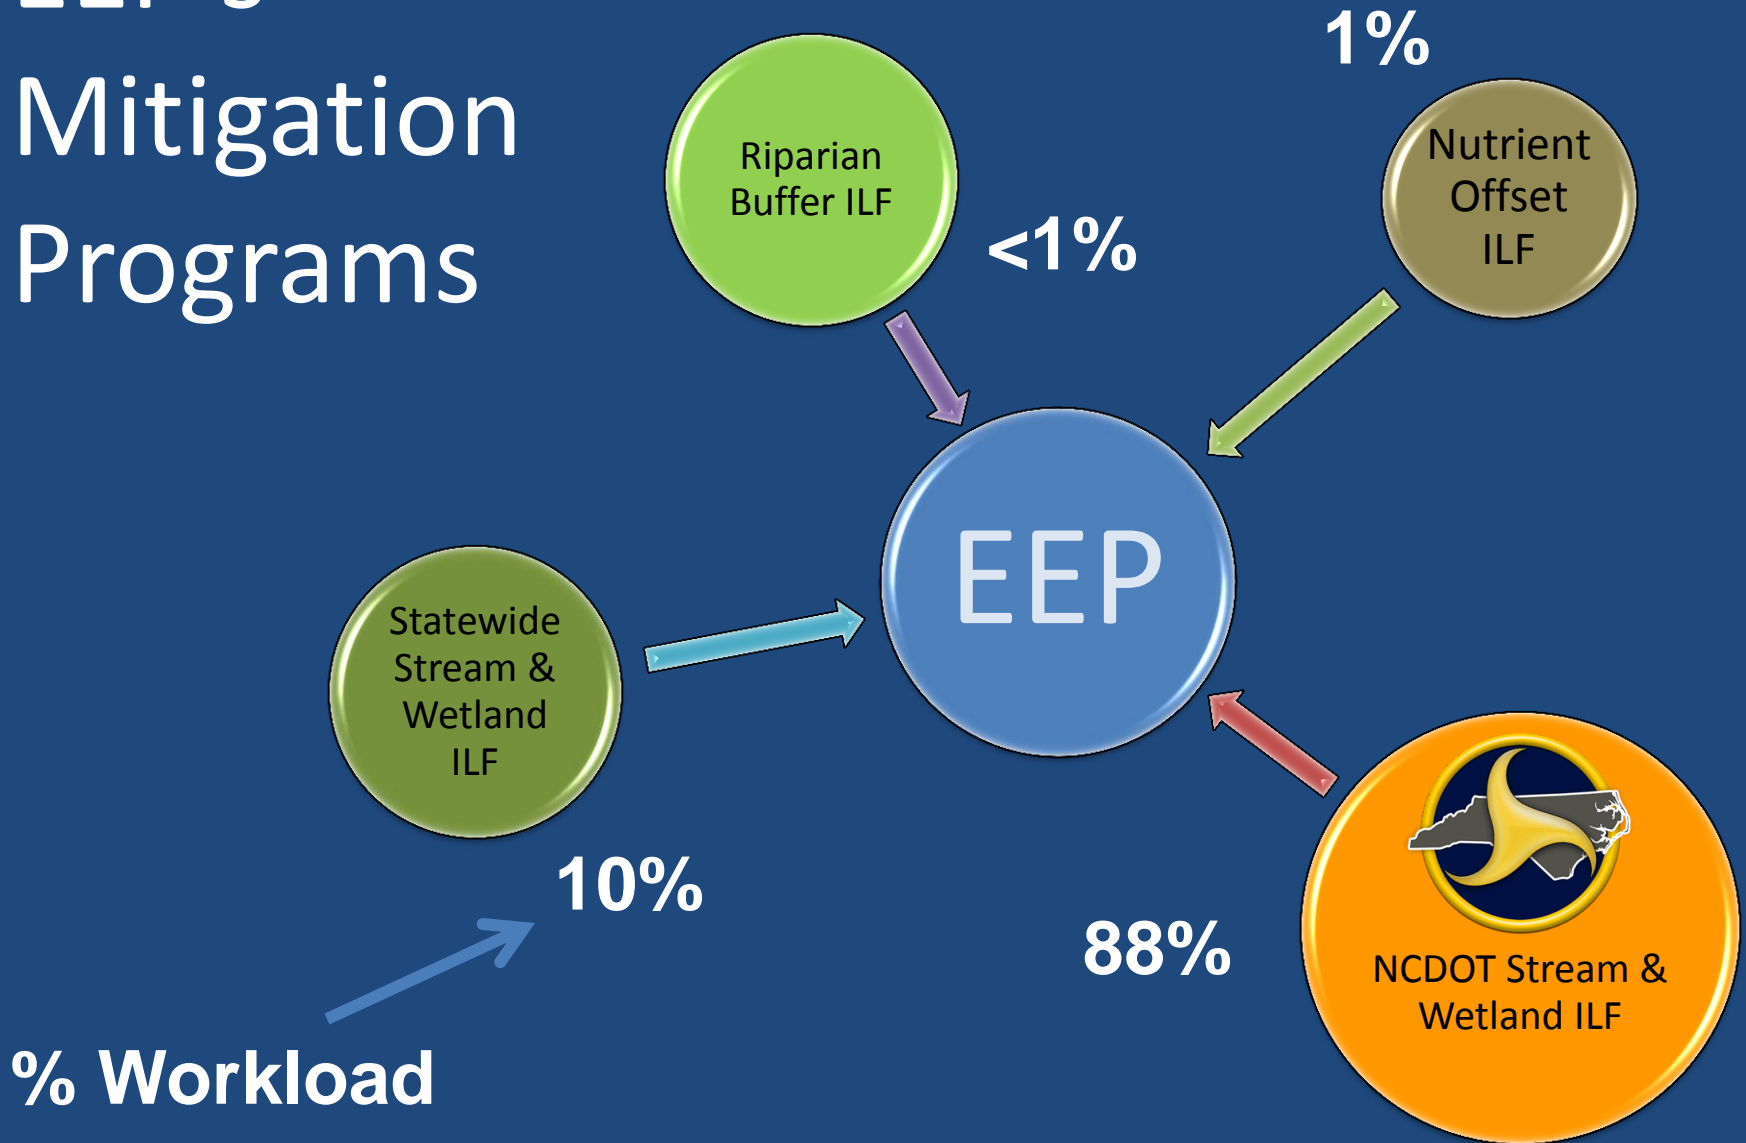 Mitigation
Programs
1%
Riparian
Buffer ILF
<1%
Nutrient
Offset
ILF
EEP
Statewide
Stream &
Wetland
ILF
10%
88%
NCDOT Stream &
Wetland ILF
% Workload